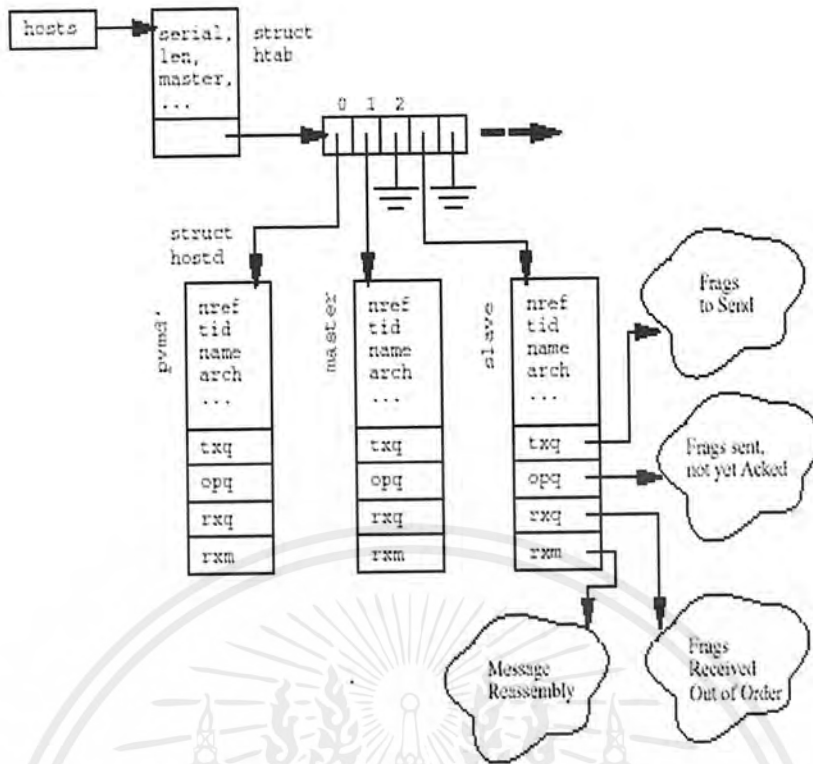 hosts
serial,
len,
master,
...
struct
htab
0 1 2
struct
hostd
pvmd'
nref
tid
name
arch
...
txq
opq
rxq
rxm
master
nref
tid
name
arch
...
txq
opq
rxq
rxm
slave
nref
tid
name
arch
...
txq
opq
rxq
rxm
Frags
to Send
Frags sent,
not yet Acked
Message
Reassembly
Frags
Received
Out of Order